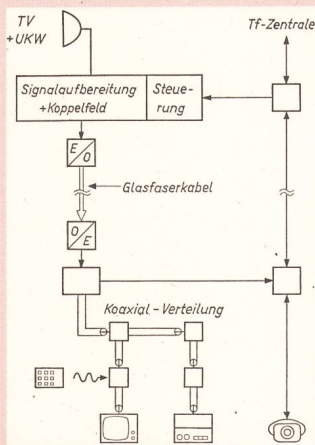 TV
+UKW
Tf-Zentrale
Signalaufbereitung
+Koppelfeld
Steue-
rung
E/O
Glasfaserkabel
O/E
Koaxial-Verteilung